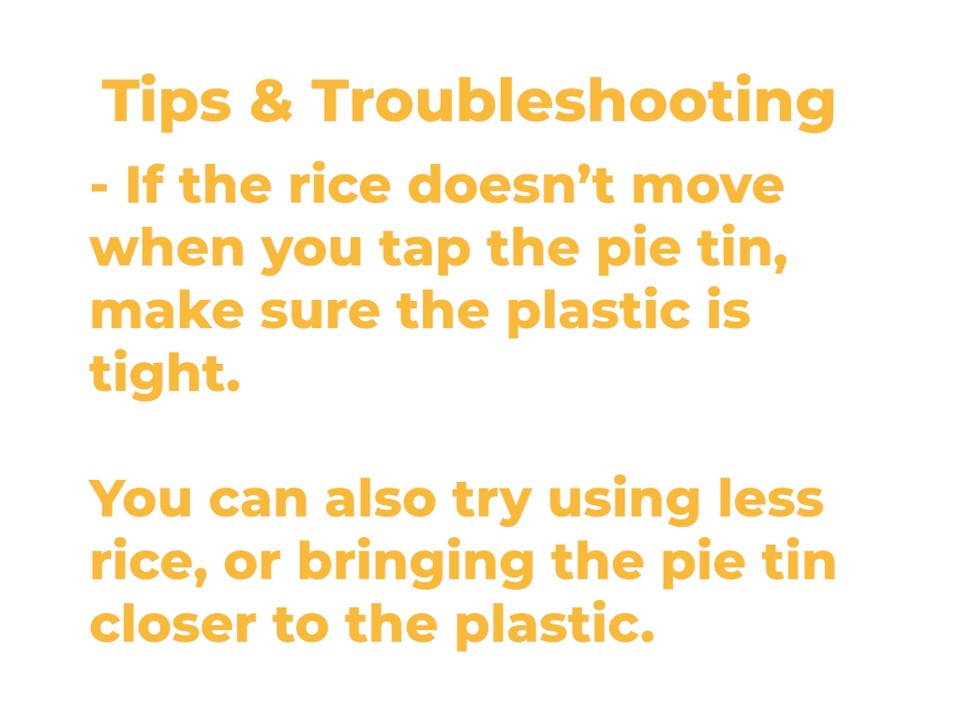 Tips & Troubleshooting
- If the rice doesn’t move
when you tap the pie tin,
make sure the plastic is
tight.
You can also try using less
rice, or bringing the pie tin
closer to the plastic.